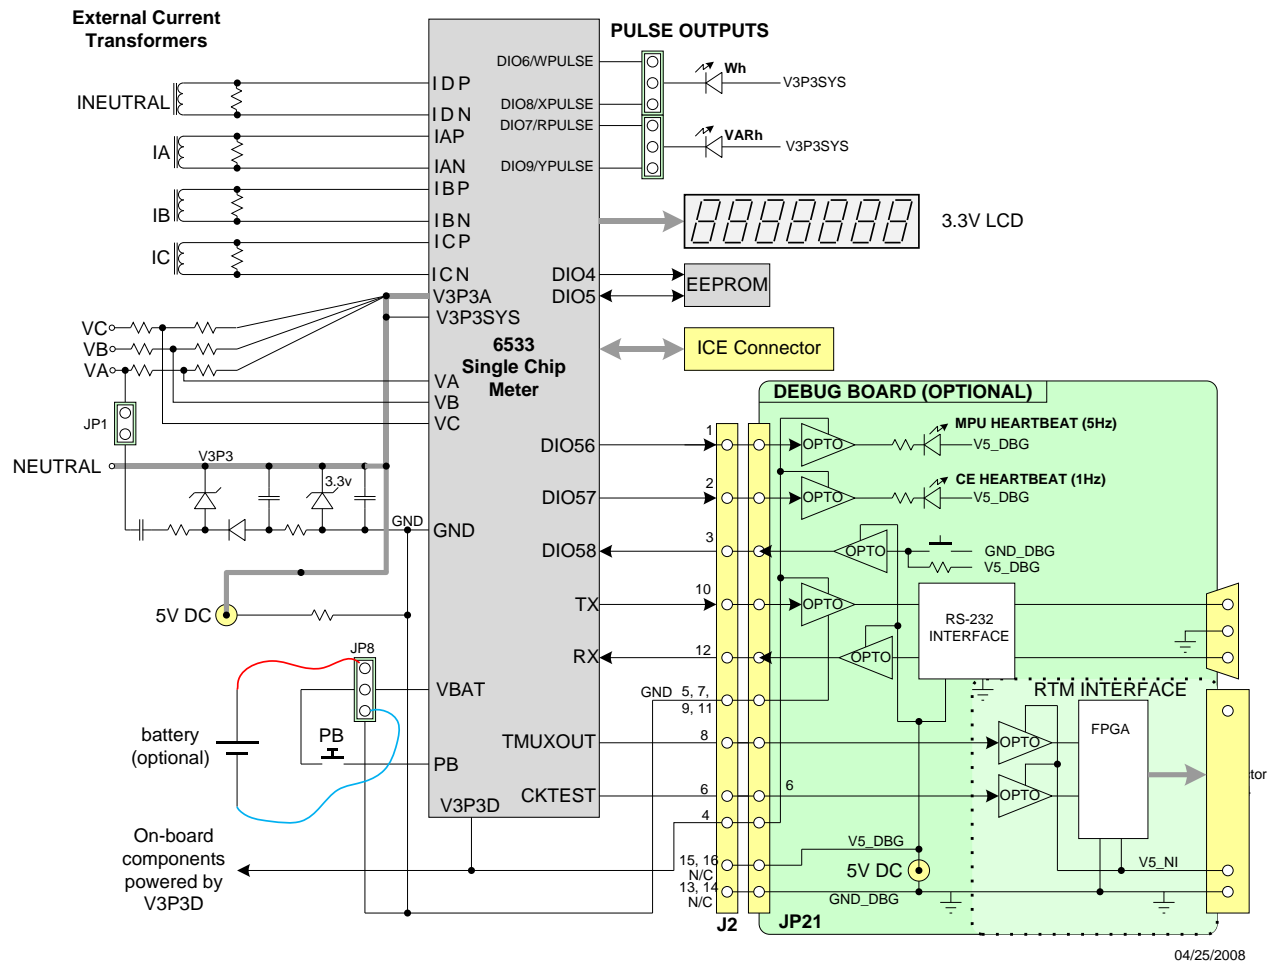 External Current
Transformers
PULSE OUTPUTS
INEUTRAL
IA
IB
IC
IDP
IDN
IAP
IAN
IBP
IBN
ICP
ICN
V3P3A
V3P3SYS
6533
Single Chip
Meter
DIO6/WPULSE
DIO8/XPULSE
DIO7/RPULSE
DIO9/YPULSE
Wh
V3P3SYS
VARh
V3P3SYS
3.3V LCD
DIO4
DIO5
EEPROM
ICE Connector
VC
VB
VA
VA
VB
VC
JP1
NEUTRAL
V3P3
3.3v
GND
GND
5V DC
JP8
VBAT
battery
(optional)
PB
PB
V3P3D
On-board
components
powered by
V3P3D
DIO56
DIO57
DIO58
TX
RX
TMUXOUT
CKTEST
1
2
3
10
12
GND
5, 7,
9, 11
8
6
6
4
15, 16
N/C
13, 14
N/C
J2
JP21
DEBUG BOARD (OPTIONAL)
OPTO
MPU HEARTBEAT (5Hz)
V5_DBG
OPTO
CE HEARTBEAT (1Hz)
V5_DBG
OPTO
GND_DBG
V5_DBG
OPTO
RS-232
INTERFACE
OPTO
RTM INTERFACE
OPTO
FPGA
OPTO
tor
V5_DBG
5V DC
GND_DBG
V5_NI
04/25/2008